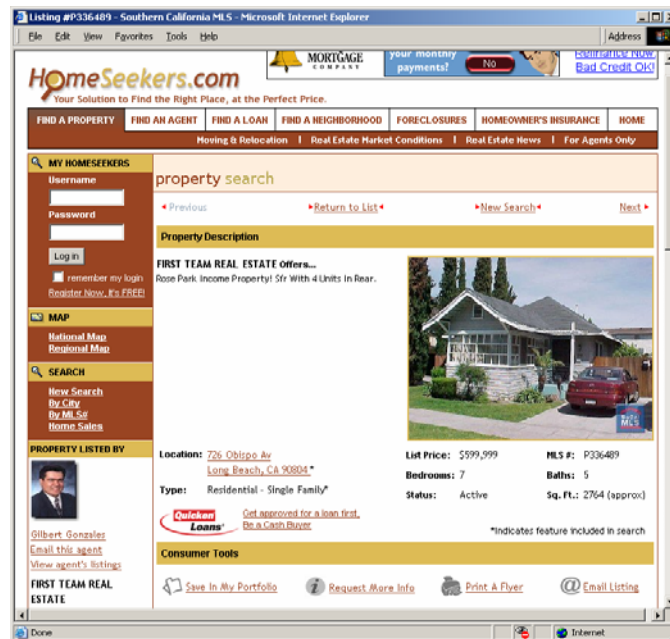 Listing #P336489 - Southern California MLS - Microsoft Internet Explorer
File Edit View Favorites Tools Help
Address
MORTGAGE
COMPANY
your monthly
payments?
No
Refinance Now.
Bad Credit OK!
HomeSeekers.com
Your Solution to Find the Right Place, at the Perfect Price.
FIND A PROPERTY FIND AN AGENT FIND A LOAN FIND A NEIGHBORHOOD FORECLOSURES HOMEOWNER'S INSURANCE HOME
Moving & Relocation | Real Estate Market Conditions | Real Estate News | For Agents Only
MY HOMESEEKERS
Username
Password
Log in
remember my login
Register Now, it's FREE!
MAP
National Map
Regional Map
SEARCH
New Search
By City
By MLS#
Home Sales
PROPERTY LISTED BY
Gilbert Gonzales
Email this agent
View agent's listings
FIRST TEAM REAL
ESTATE
property search
Previous Return to List New Search Next
Property Description
FIRST TEAM REAL ESTATE Offers...
Rose Park Income Property! Sfr With 4 Units In Rear.
MLS
Location: 726 Obispo Av
Long Beach, CA 90804 *
Type: Residential - Single Family*
List Price: $599,999 MLS #: P336489
Bedrooms: 7 Baths: 5
Status: Active Sq. Ft.: 2764 (approx)
Quicken
Loans
Get approved for a loan first.
Be a Cash Buyer
*Indicates feature included in search
Consumer Tools
Save In My Portfolio Request More Info Print A Flyer Email Listing
Done
Internet